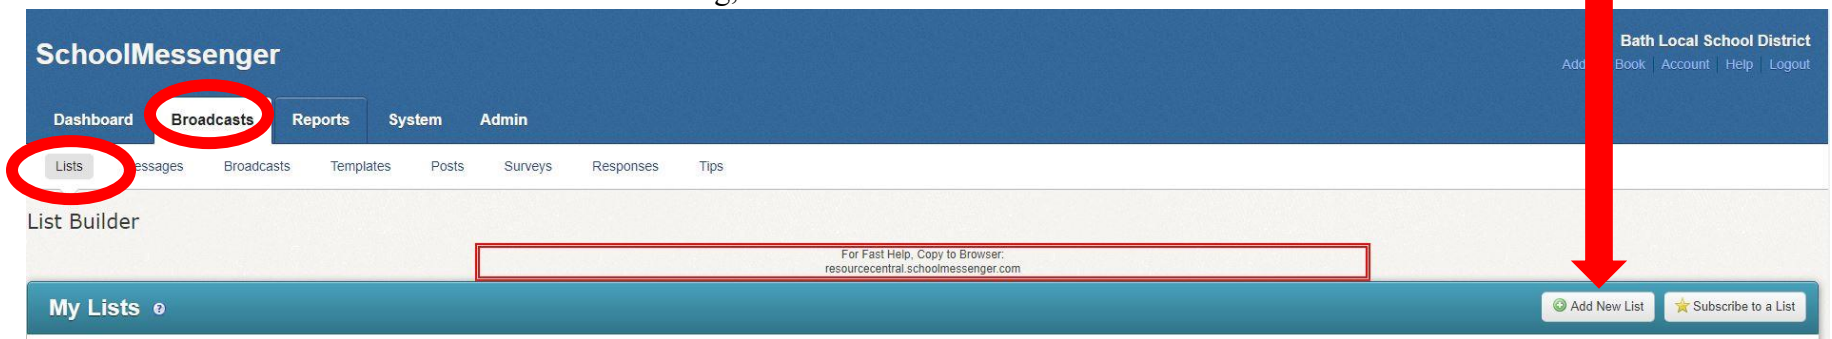 SchoolMessenger
Bath Local School District
Book Account Help Logout
Dashboard Broadcasts Reports System Admin
Lists Broadcasts Templates Posts Surveys Responses Tips
List Builder
For Fast Help, Copy to Browser:
resourcecentral.schoolmessenger.com
My Lists
Add New List Subscribe to a List